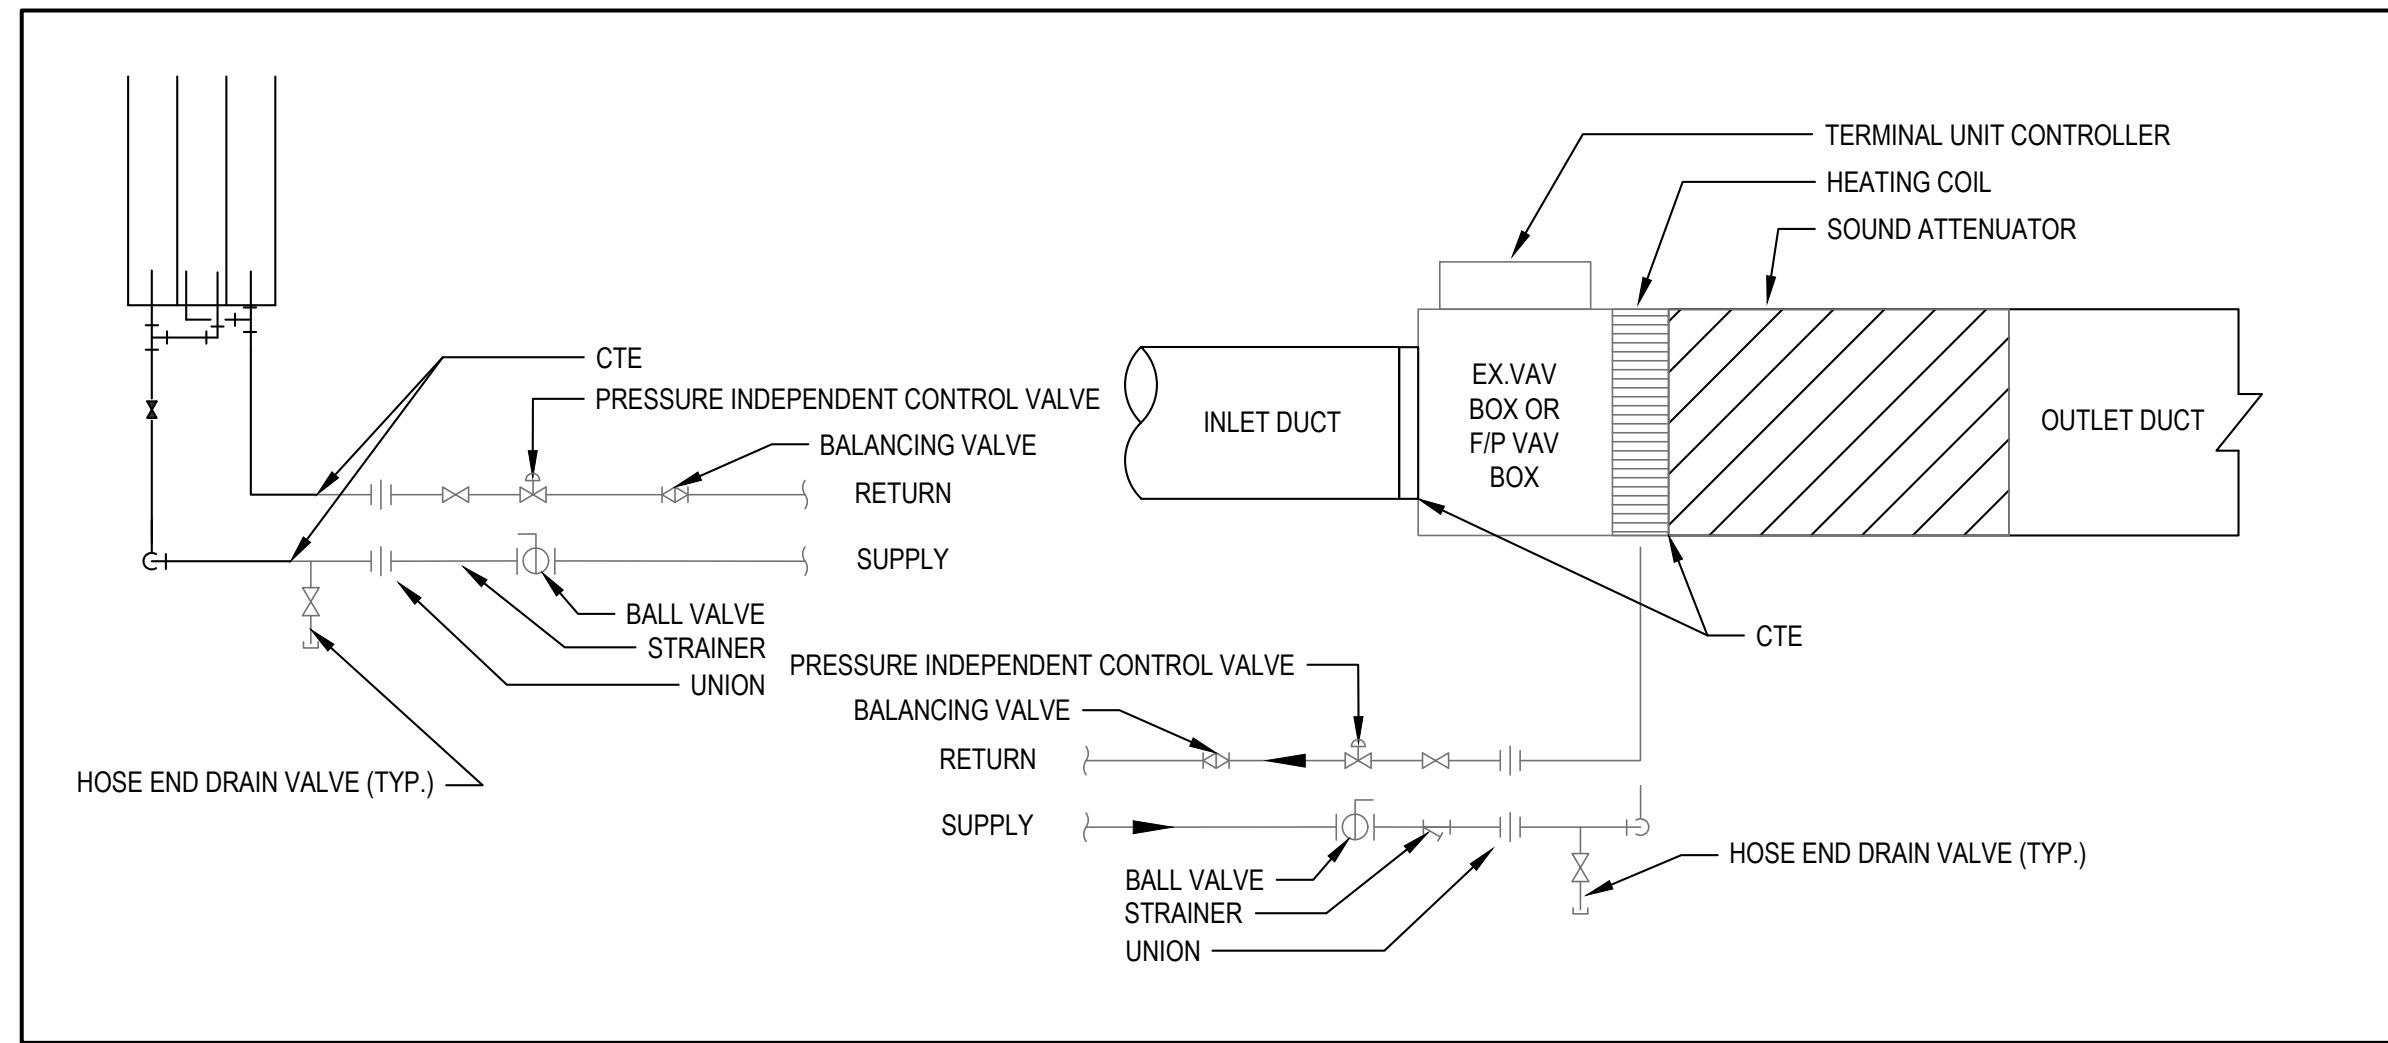 TERMINAL UNIT CONTROLLER
HEATING COIL
SOUND ATTENUATOR
CTE
PRESSURE INDEPENDENT CONTROL VALVE
BALANCING VALVE
RETURN
SUPPLY
BALL VALVE
STRAINER
UNION
HOSE END DRAIN VALVE (TYP.)
INLET DUCT
EX.VAV
BOX OR
F/P VAV
BOX
OUTLET DUCT
CTE
PRESSURE INDEPENDENT CONTROL VALVE
BALANCING VALVE
RETURN
SUPPLY
BALL VALVE
STRAINER
UNION
HOSE END DRAIN VALVE (TYP.)